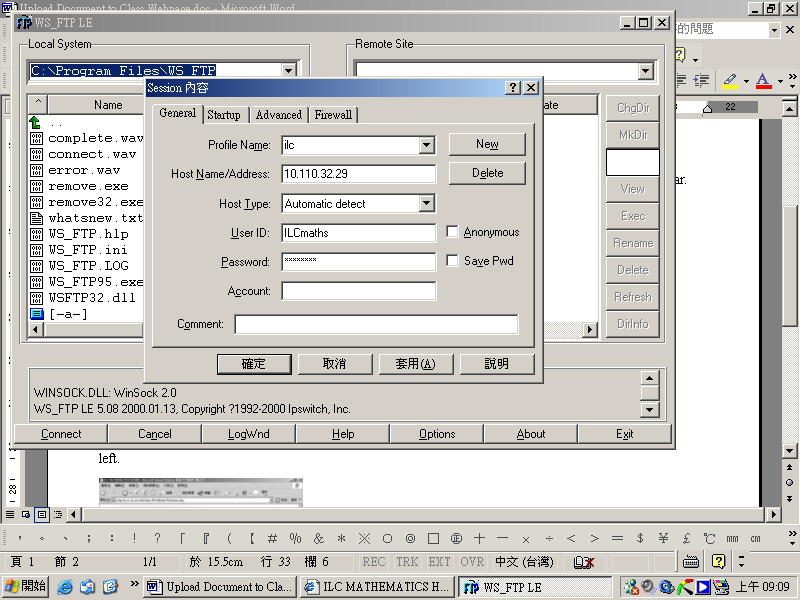 Upload Document to Class Webpage.doc - Microsoft Word
WS_FTP LE
的問題
Local System
Remote Site
C:\Program Files\WS_FTP
Session 內容
^
Name
ate
ChgDir
22
General
Startup
Advanced
Firewall
..
MkDir
complete.wav
Profile Name:
ilc
New
connect.wav
error.wav
Host Name/Address:
10.110.32.29
Delete
ar.
remove.exe
View
remove32.exe
Host Type:
Automatic detect
Exec
whatsnew.txt
WS_FTP.hlp
User ID:
ILCmaths
Anonymous
Rename
WS_FTP.ini
WS_FTP.LOG
Password:
********
Save Pwd
Delete
WS_FTP95.exe
WSFTP32.dll
Account:
Refresh
[-a-]
Comment:
DirInfo
確定
取消
套用(A)
說明
WINSOCK.DLL: WinSock 2.0
WS_FTP LE 5.08 2000.01.13, Copyright ?1992-2000 Ipswitch, Inc.
Connect
Cancel
LogWnd
Help
Options
About
Exit
left.
28
, 。 、 ; : ! ? 『 ( 【 # % & * ※ ○ ◎ □ ㊣ + − × ÷ < > = $ ¥ £ ℃ mm cm
頁 1 節 2 1/1 於 15.5cm 行 33 欄 6 REC TRK EXT OVR 中文 (台灣)
開始
Upload Document to Cla...
ILC MATHEMATICS H...
WS_FTP LE
上午 09:09